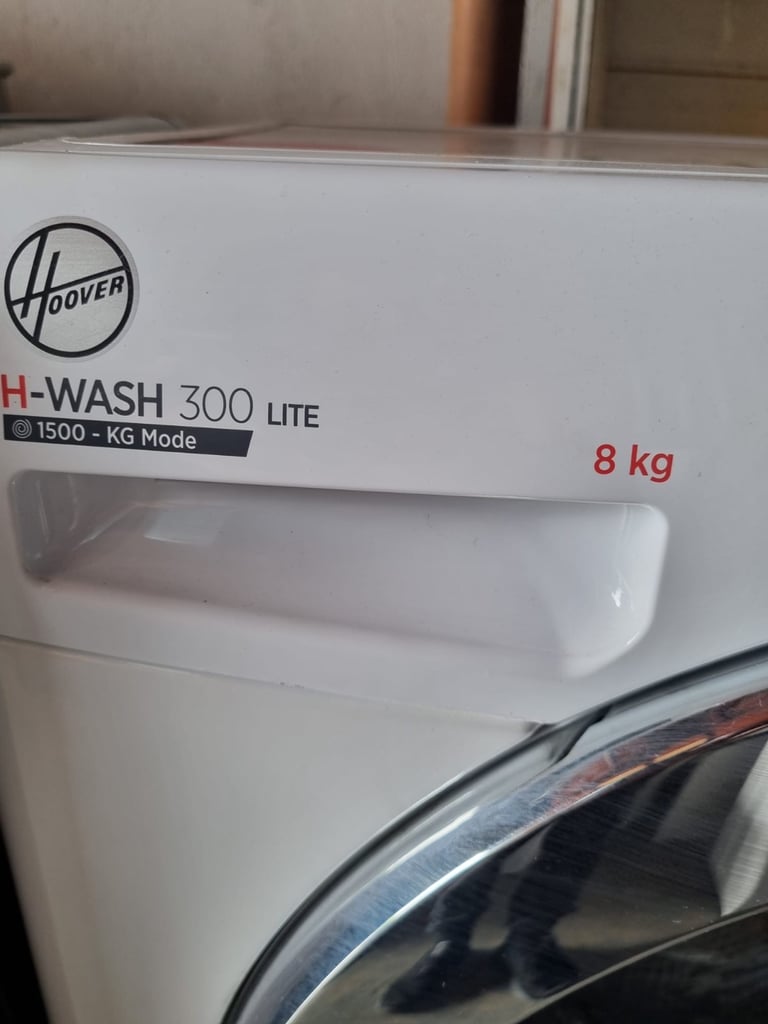 HOOVER
H-WASH 300 LITE
1500 - KG Mode
8 kg